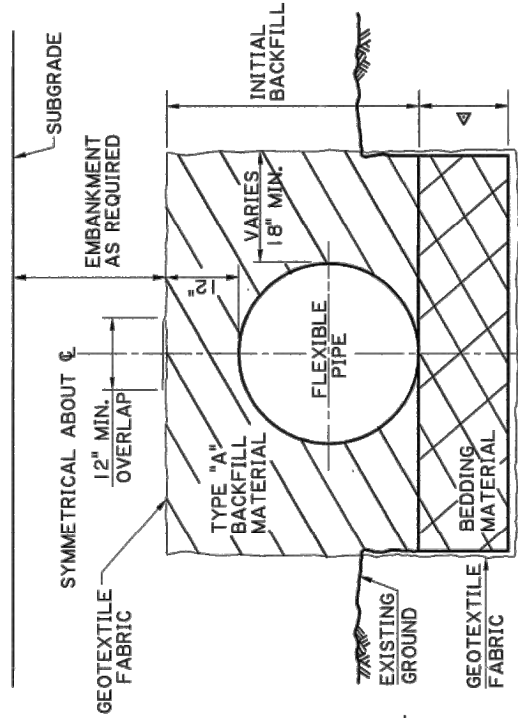 SUBGRADE
SYMMETRICAL ABOUT ℄
EMBANKMENT
AS REQUIRED
12" MIN.
OVERLAP
GEOTEXTILE
FABRIC
12"
INITIAL
BACKFILL
VARIES
18" MIN.
TYPE "A"
BACKFILL
MATERIAL
FLEXIBLE
PIPE
EXISTING
GROUND
BEDDING
MATERIAL
GEOTEXTILE
FABRIC